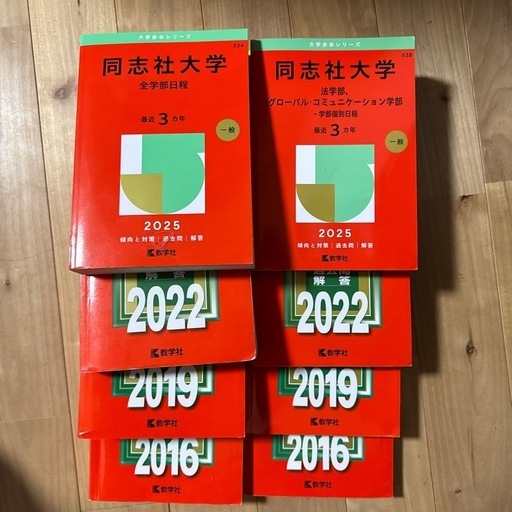 大学赤本シリーズ
534
同志社大学
全学部日程
最近3カ年
一般
2025
傾向と対策|過去問|解答
教学社
大学赤本シリーズ
528
同志社大学
法学部、
グローバル・コミュニケーション学部
-学部個別日程
最近3カ年
一般
2025
傾向と対策|過去問|解答
教学社
解答
2022
教学社
過去問
解答
2022
教学社
2019
教学社
2019
教学社
2016
教学社
2016
教学社